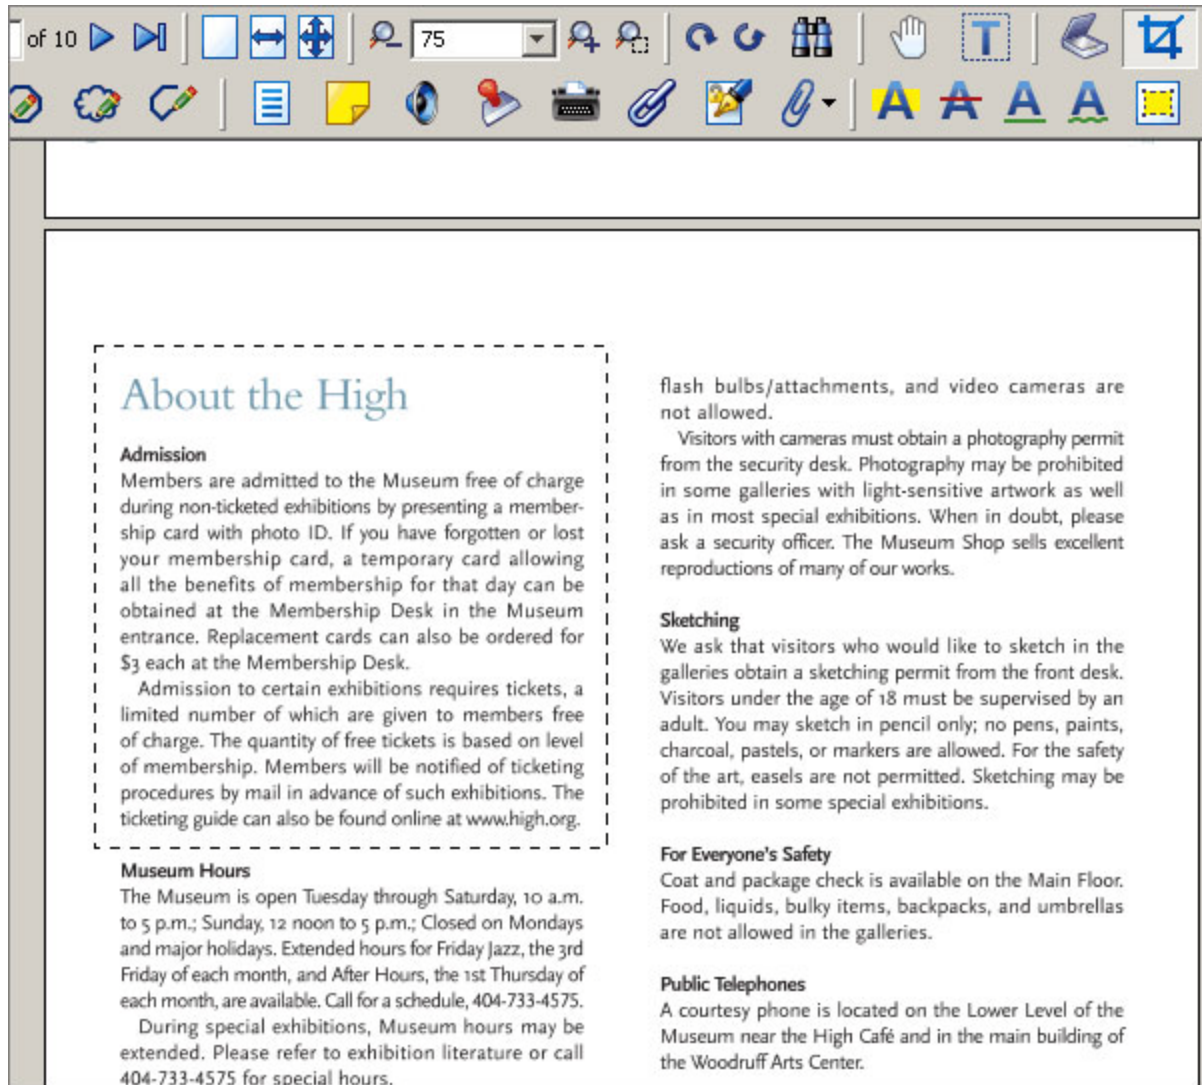 of 10
75
T
A A A A
About the High
Admission
Members are admitted to the Museum free of charge
during non-ticketed exhibitions by presenting a member-
ship card with photo ID. If you have forgotten or lost
your membership card, a temporary card allowing
all the benefits of membership for that day can be
obtained at the Membership Desk in the Museum
entrance. Replacement cards can also be ordered for
$3 each at the Membership Desk.
Admission to certain exhibitions requires tickets, a
limited number of which are given to members free
of charge. The quantity of free tickets is based on level
of membership. Members will be notified of ticketing
procedures by mail in advance of such exhibitions. The
ticketing guide can also be found online at www.high.org.
Museum Hours
The Museum is open Tuesday through Saturday, 10 a.m.
to 5 p.m.; Sunday, 12 noon to 5 p.m.; Closed on Mondays
and major holidays. Extended hours for Friday Jazz, the 3rd
Friday of each month, and After Hours, the 1st Thursday of
each month, are available. Call for a schedule, 404-733-4575.
During special exhibitions, Museum hours may be
extended. Please refer to exhibition literature or call
404-733-4575 for special hours.
flash bulbs/attachments, and video cameras are
not allowed.
Visitors with cameras must obtain a photography permit
from the security desk. Photography may be prohibited
in some galleries with light-sensitive artwork as well
as in most special exhibitions. When in doubt, please
ask a security officer. The Museum Shop sells excellent
reproductions of many of our works.
Sketching
We ask that visitors who would like to sketch in the
galleries obtain a sketching permit from the front desk.
Visitors under the age of 18 must be supervised by an
adult. You may sketch in pencil only; no pens, paints,
charcoal, pastels, or markers are allowed. For the safety
of the art, easels are not permitted. Sketching may be
prohibited in some special exhibitions.
For Everyone's Safety
Coat and package check is available on the Main Floor.
Food, liquids, bulky items, backpacks, and umbrellas
are not allowed in the galleries.
Public Telephones
A courtesy phone is located on the Lower Level of the
Museum near the High Café and in the main building of
the Woodruff Arts Center.